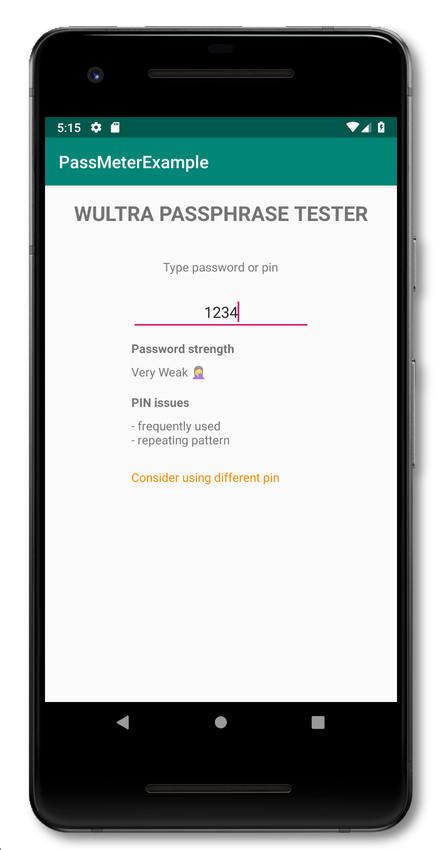 5:15
PassMeterExample
WULTRA PASSPHRASE TESTER
Type password or pin
1234
Password strength
Very Weak 🤦‍♀️
PIN issues
- frequently used
- repeating pattern
Consider using different pin